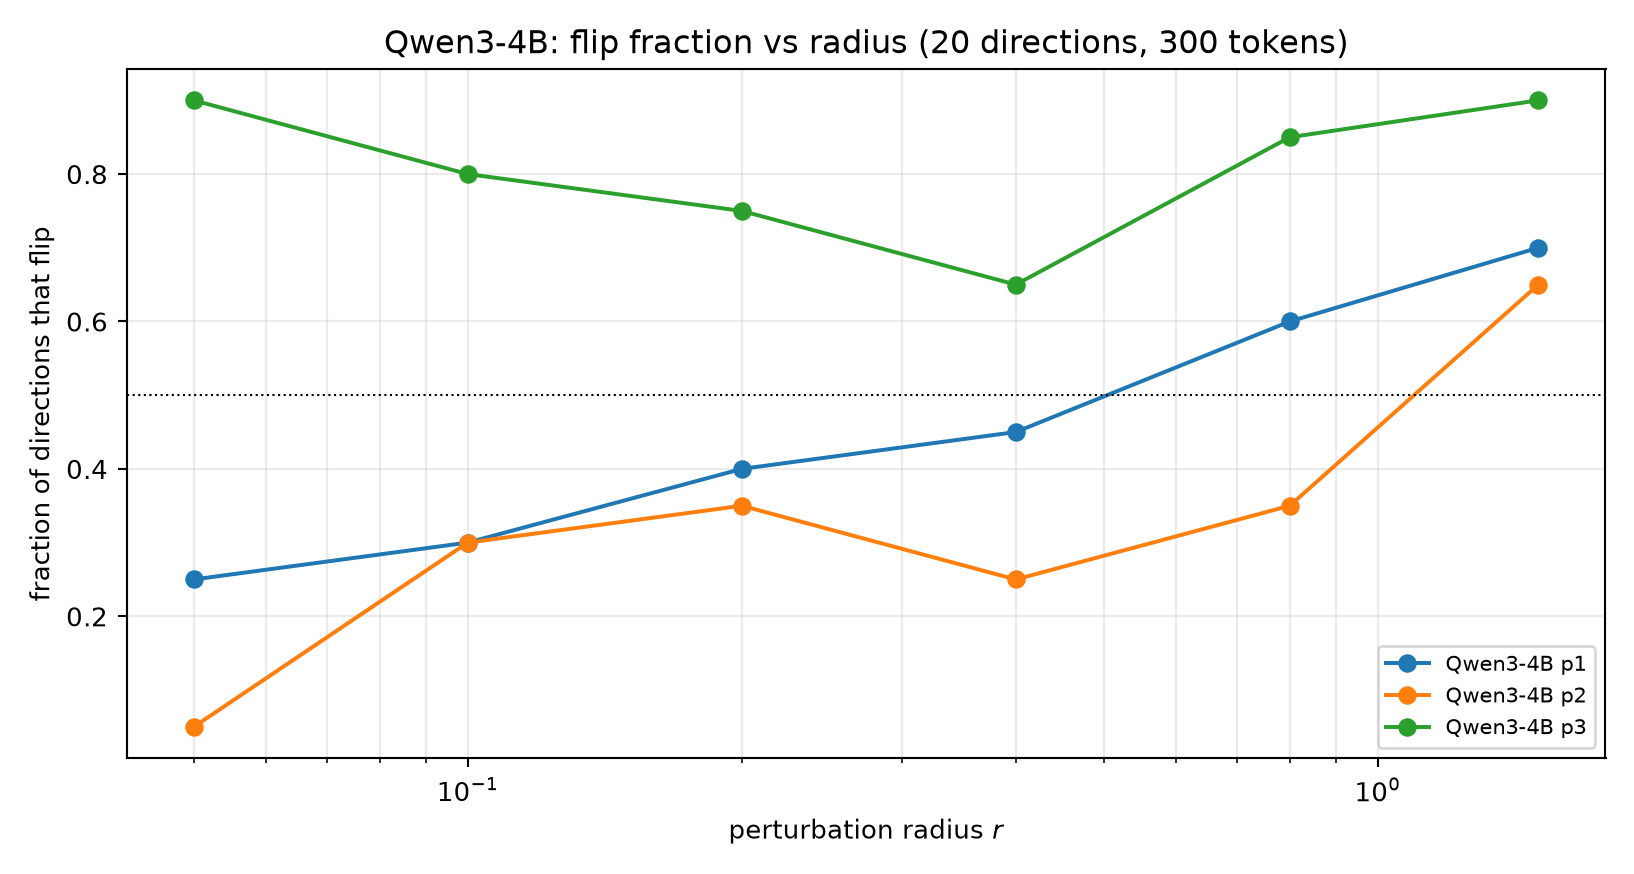 Qwen3-4B: flip fraction vs radius (20 directions, 300 tokens)
fraction of directions that flip
0.8
0.6
0.4
0.2
10⁻¹
10⁰
perturbation radius r
Qwen3-4B p1
Qwen3-4B p2
Qwen3-4B p3